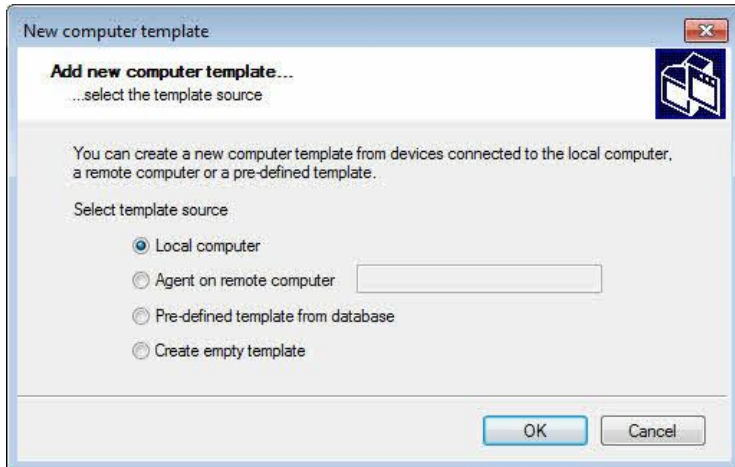 New computer template
Add new computer template...
...select the template source
You can create a new computer template from devices connected to the local computer,
a remote computer or a pre-defined template.
Select template source
Local computer
Agent on remote computer
Pre-defined template from database
Create empty template
OK
Cancel